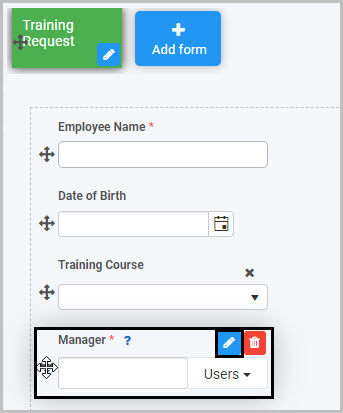 Training
Request
Add form
Employee Name *
Date of Birth
Training Course
Manager * ?
Users